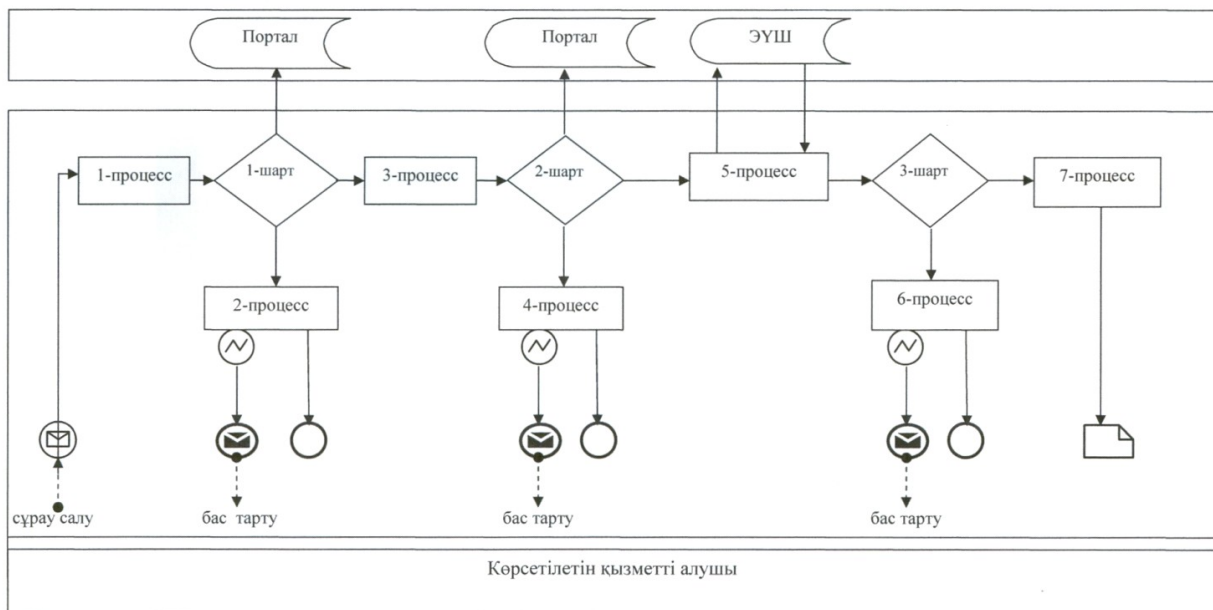 Портал
Портал
ЭҮШ
1-процесс
1-шарт
3-процесс
2-шарт
5-процесс
3-шарт
7-процесс
2-процесс
4-процесс
6-процесс
сұрау салу
бас тарту
бас тарту
бас тарту
Көрсетілетін қызметті алушы